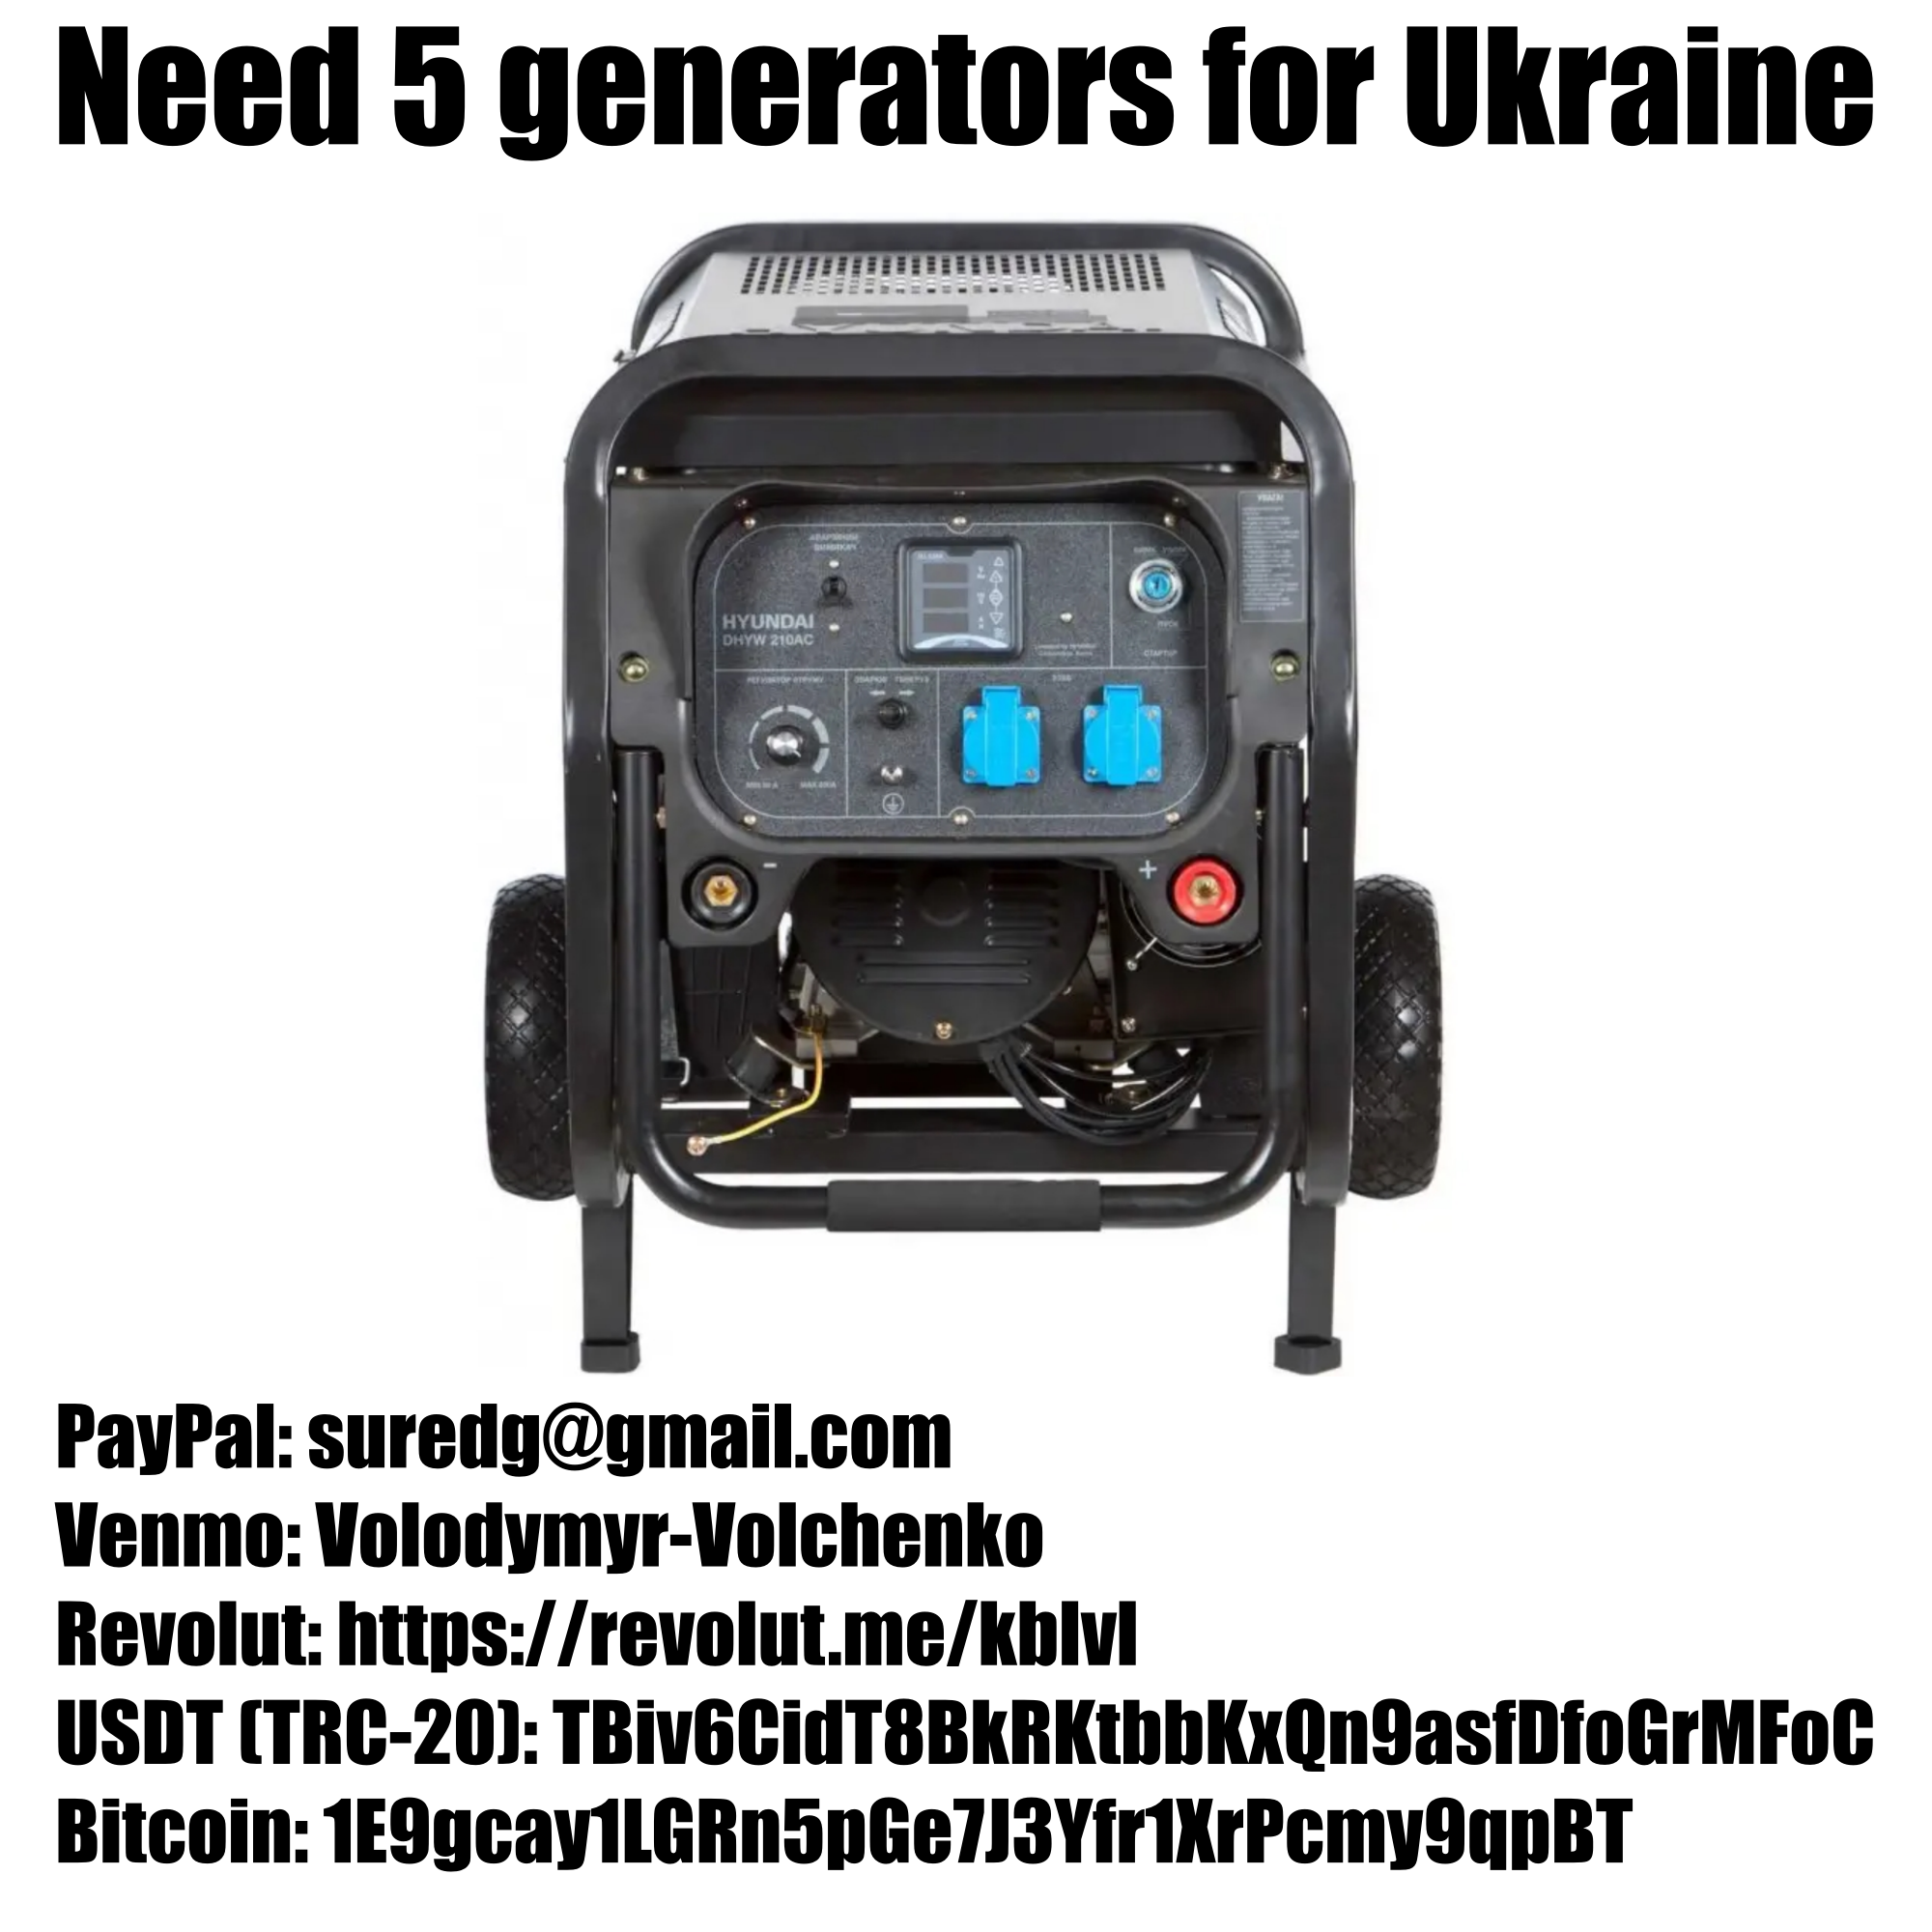 Need 5 generators for Ukraine
HYUNDAI
DHYW 210AC
СТАРТЕР
PayPal: suredg@gmail.com
Venmo: Volodymyr-Volchenko
Revolut: https://revolut.me/kblvl
USDT (TRC-20): TBiv6CidT8BkRKtbbKxQn9asfDfoGrMFoC
Bitcoin: 1E9gcay1LGRn5pGe7J3Yfr1XrPcmy9qpBT